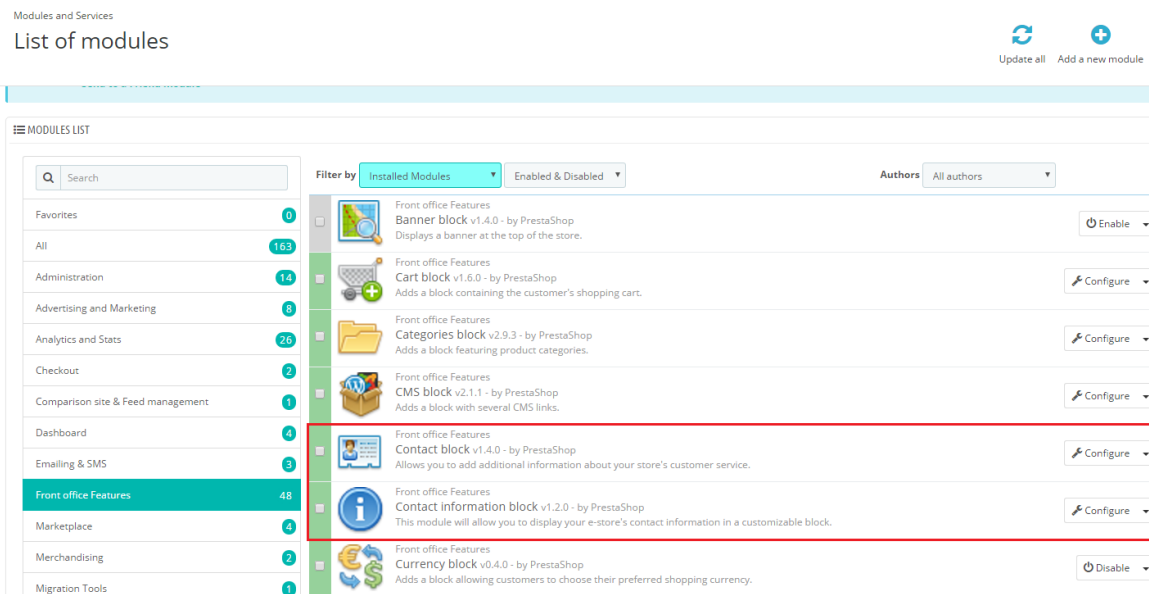 Modules and Services
List of modules
Update all
Add a new module
Send to a Friend Module
MODULES LIST
Search
Favorites 0
All 163
Administration 14
Advertising and Marketing 8
Analytics and Stats 26
Checkout 2
Comparison site & Feed management 1
Dashboard 4
Emailing & SMS 3
Front office Features 48
Marketplace 4
Merchandising 2
Migration Tools 1
Filter by Installed Modules Enabled & Disabled Authors All authors
Front office Features
Banner block v1.4.0 - by PrestaShop
Displays a banner at the top of the store.
Enable
Front office Features
Cart block v1.6.0 - by PrestaShop
Adds a block containing the customer's shopping cart.
Configure
Front office Features
Categories block v2.9.3 - by PrestaShop
Adds a block featuring product categories.
Configure
Front office Features
CMS block v2.1.1 - by PrestaShop
Adds a block with several CMS links.
Configure
Front office Features
Contact block v1.4.0 - by PrestaShop
Allows you to add additional information about your store's customer service.
Configure
Front office Features
Contact information block v1.2.0 - by PrestaShop
This module will allow you to display your e-store's contact information in a customizable block.
Configure
Front office Features
Currency block v0.4.0 - by PrestaShop
Adds a block allowing customers to choose their preferred shopping currency.
Disable